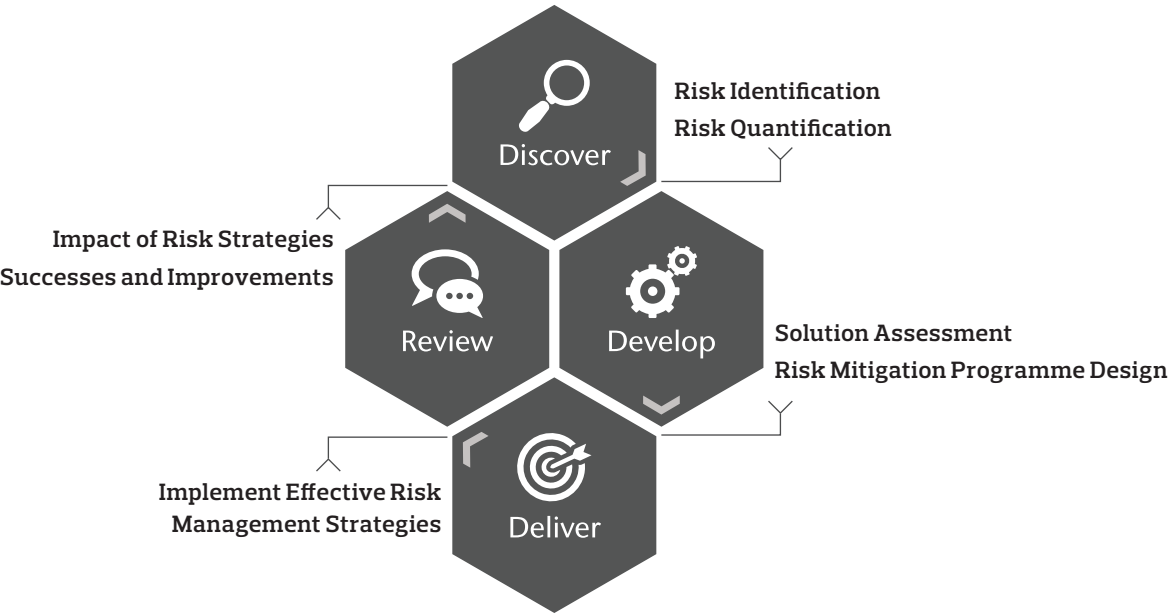 Discover
Risk Identification
Risk Quantification
Impact of Risk Strategies
Successes and Improvements
Review
Develop
Solution Assessment
Risk Mitigation Programme Design
Implement Effective Risk
Management Strategies
Deliver